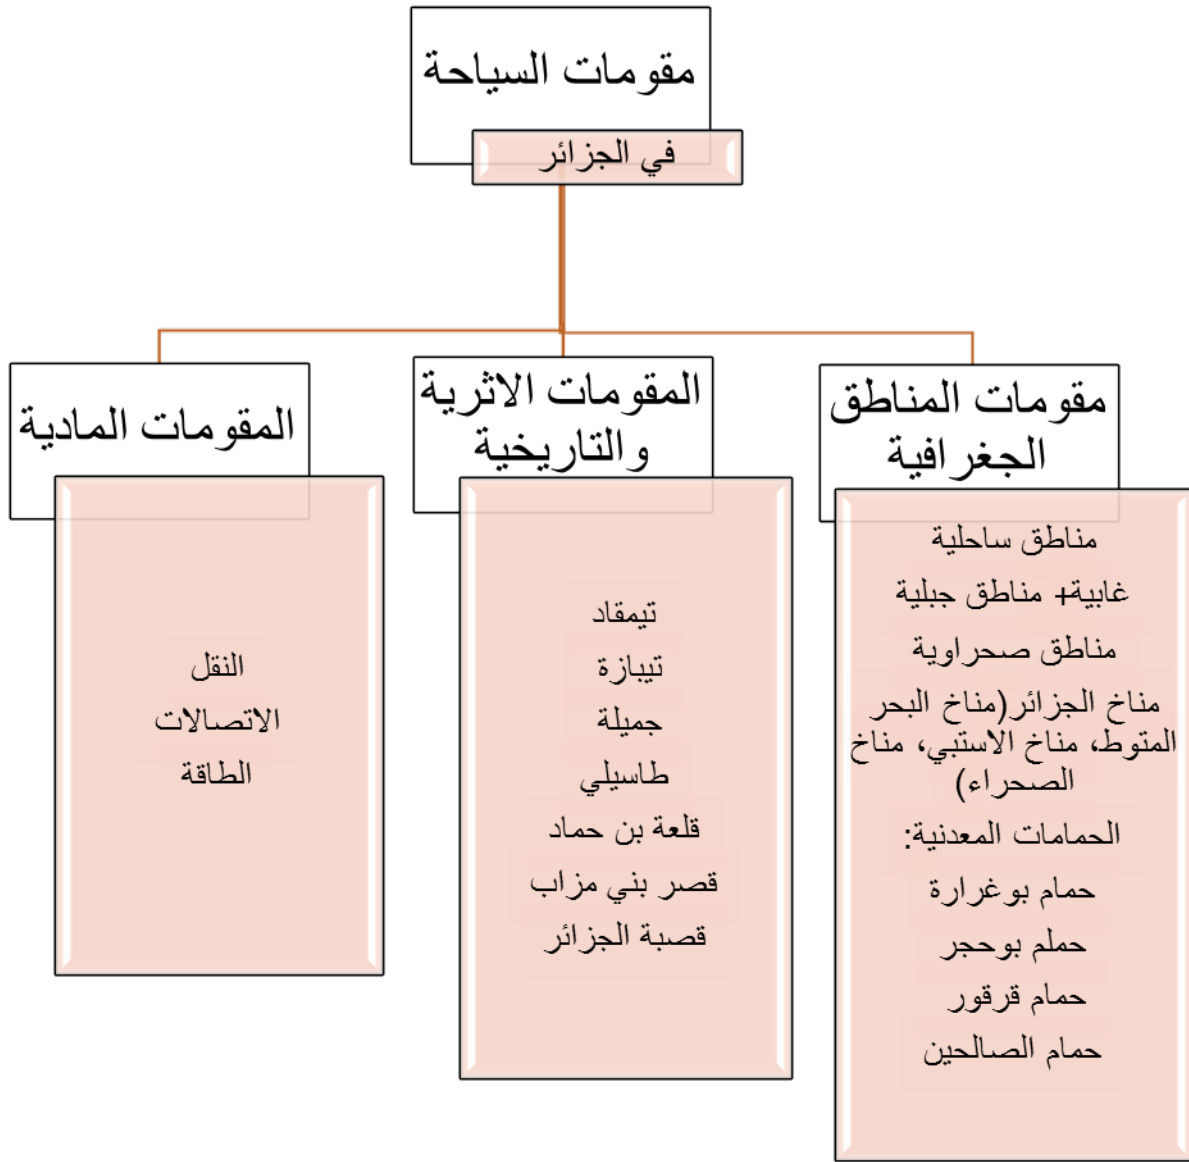 مقومات السياحة
في الجزائر
مقومات المناطق
الجغرافية
مناطق ساحلية
غابية+ مناطق جبلية
مناطق صحراوية
مناخ الجزائر(مناخ البحر
المتوط، مناخ الاستبي، مناخ
الصحراء)
الحمامات المعدنية:
حمام بوغرارة
حملم بوحجر
حمام قرقور
حمام الصالحين
المقومات الاثرية
والتاريخية
تيمقاد
تيبازة
جميلة
طاسيلي
قلعة بن حماد
قصر بني مزاب
قصبة الجزائر
المقومات المادية
النقل
الاتصالات
الطاقة